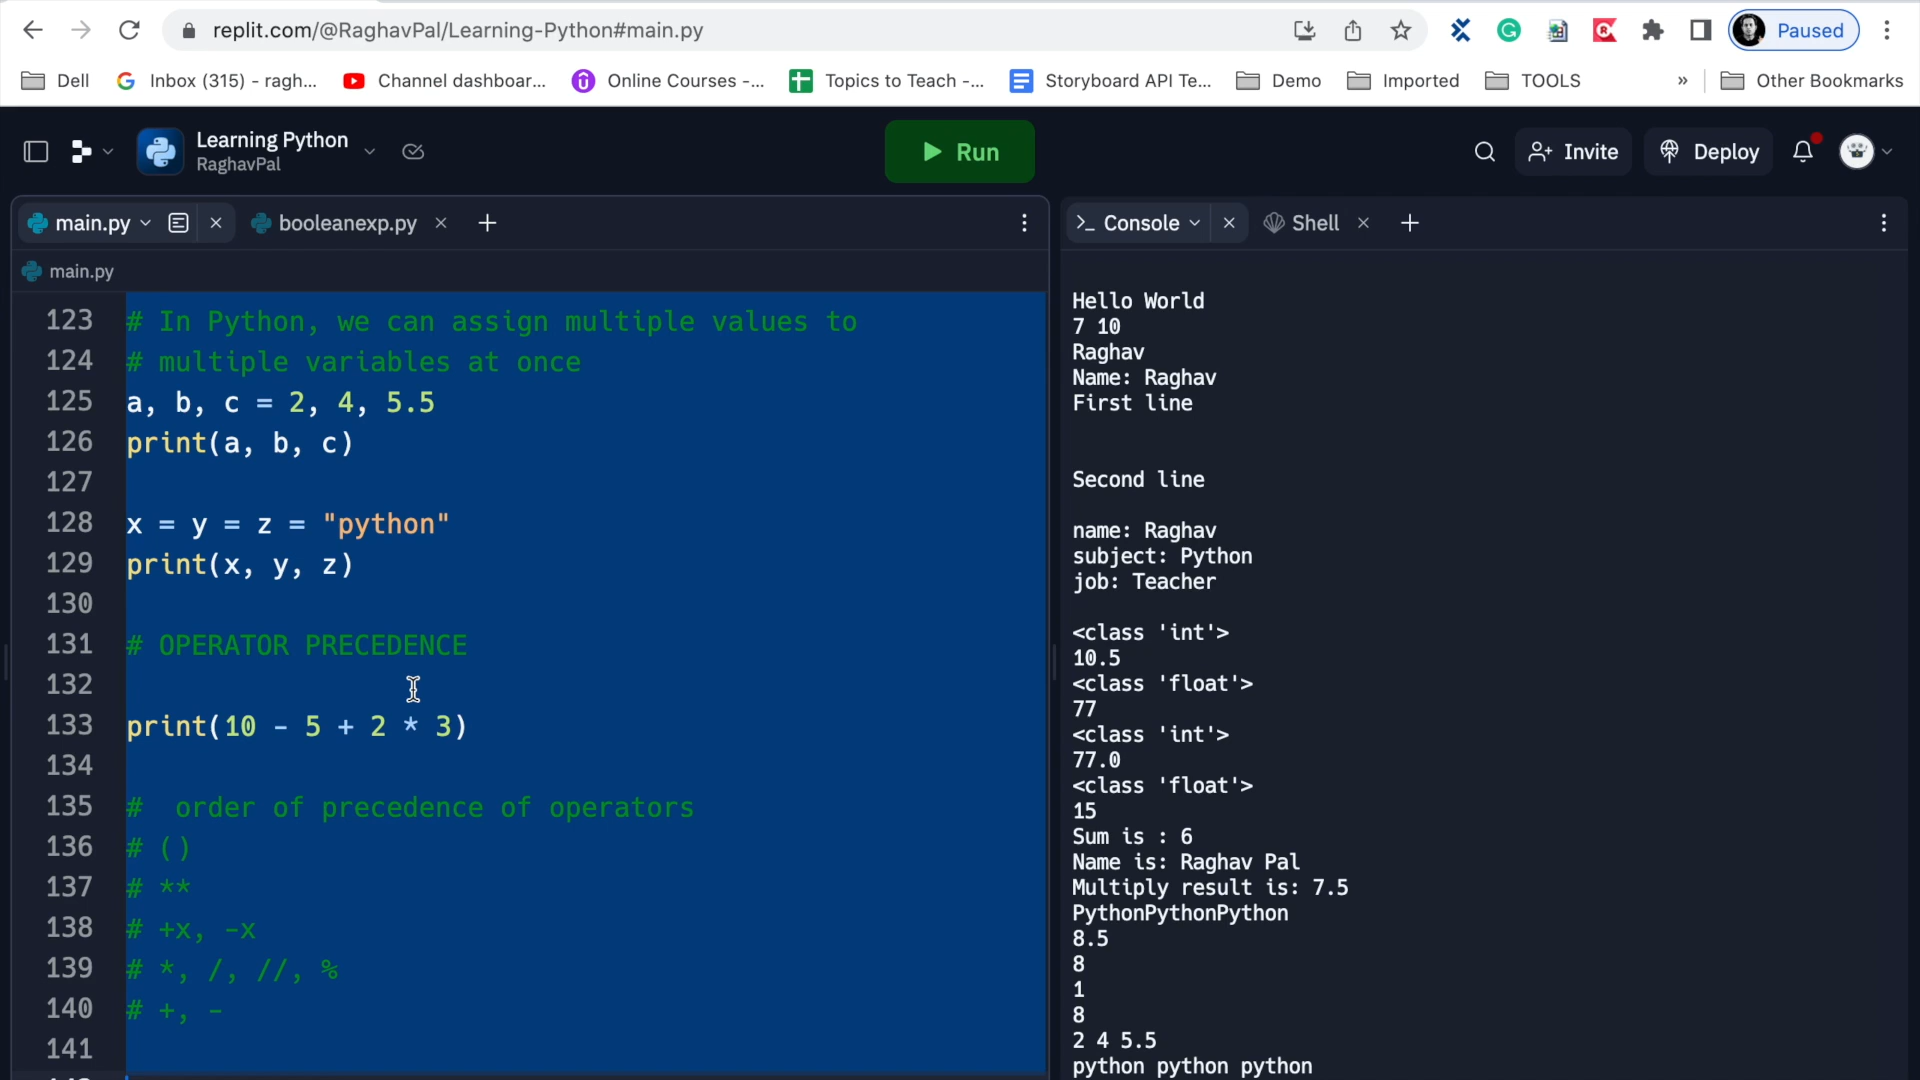 replit.com/@RaghavPal/Learning-Python#main.py
Paused
Dell
Inbox (315) - ragh...
Channel dashboar...
Online Courses -...
Topics to Teach -...
Storyboard API Te...
Demo
Imported
TOOLS
»
Other Bookmarks
Learning Python
RaghavPal
Run
Invite
Deploy
main.py
booleanexp.py
main.py
123 # In Python, we can assign multiple values to
124 # multiple variables at once
125 a, b, c = 2, 4, 5.5
126 print(a, b, c)
127
128 x = y = z = "python"
129 print(x, y, z)
130
131 # OPERATOR PRECEDENCE
132
133 print(10 - 5 + 2 * 3)
134
135 #  order of precedence of operators
136 # ()
137 # **
138 # +x, -x
139 # *, /, //, %
140 # +, -
141
>_ Console
Shell
Hello World
7 10
Raghav
Name: Raghav
First line
Second line
name: Raghav
subject: Python
job: Teacher
<class 'int'>
10.5
<class 'float'>
77
<class 'int'>
77.0
<class 'float'>
15
Sum is : 6
Name is: Raghav Pal
Multiply result is: 7.5
PythonPythonPython
8.5
8
1
8
2 4 5.5
python python python